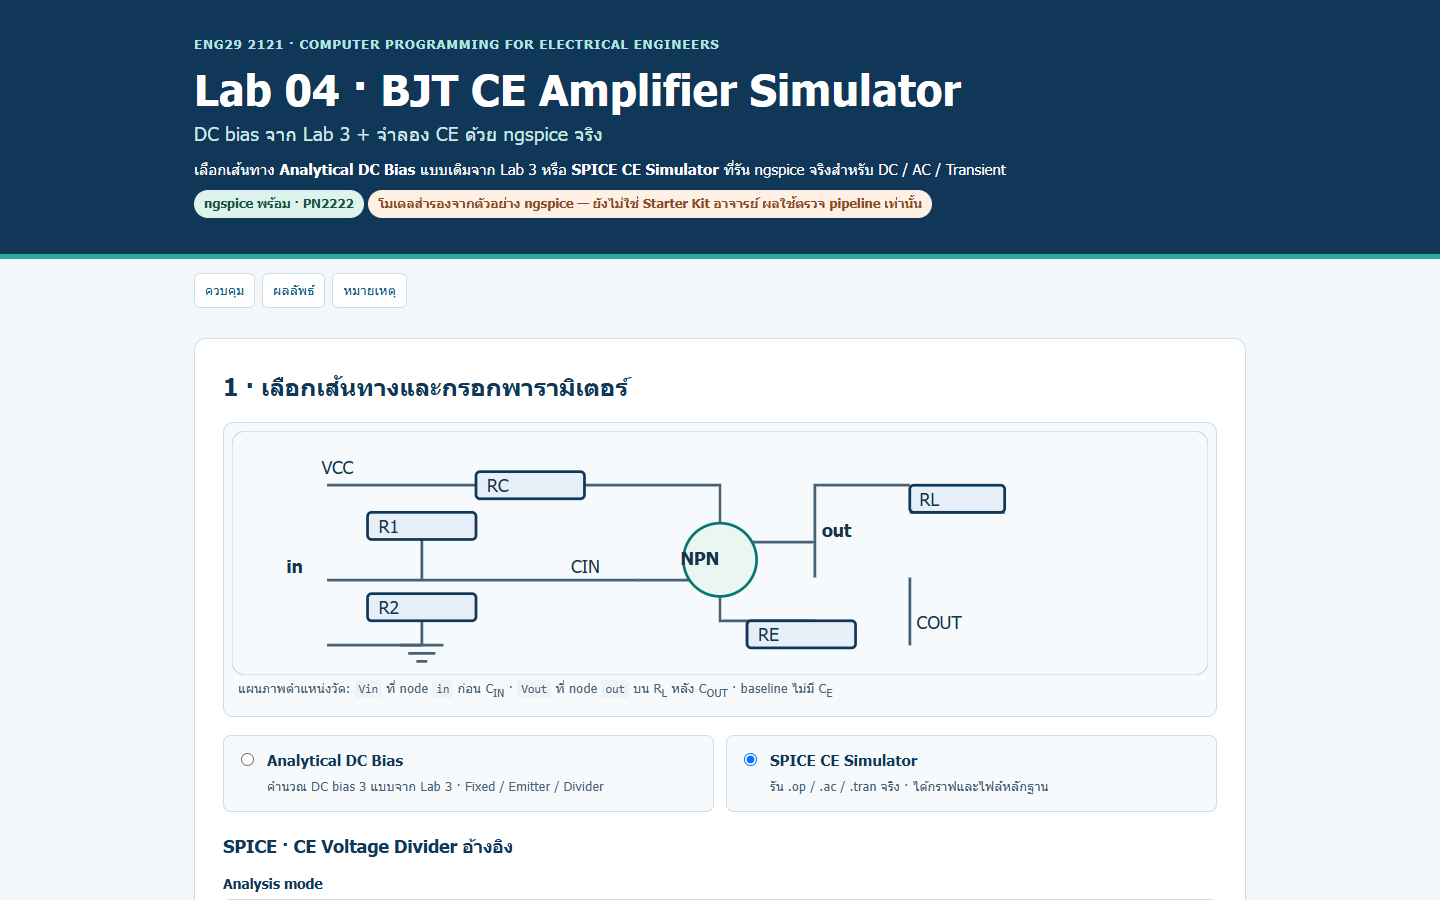 ENG29 2121 · COMPUTER PROGRAMMING FOR ELECTRICAL ENGINEERS
Lab 04 · BJT CE Amplifier Simulator
DC bias จาก Lab 3 + จำลอง CE ด้วย ngspice จริง
เลือกเส้นทาง Analytical DC Bias แบบเดิมจาก Lab 3 หรือ SPICE CE Simulator ที่รัน ngspice จริงสำหรับ DC / AC / Transient
ngspice พร้อม · PN2222
โมเดลสำรองจากตัวอย่าง ngspice — ยังไม่ใช่ Starter Kit อาจารย์ ผลใช้ตรวจ pipeline เท่านั้น
ควบคุม
ผลลัพธ์
หมายเหตุ
1 · เลือกเส้นทางและกรอกพารามิเตอร์
VCC
RC
RL
R1
out
NPN
in
CIN
R2
COUT
RE
แผนภาพตำแหน่งวัด: Vin ที่ node in ก่อน CIN · Vout ที่ node out บน RL หลัง COUT · baseline ไม่มี CE
Analytical DC Bias
คำนวณ DC bias 3 แบบจาก Lab 3 · Fixed / Emitter / Divider
SPICE CE Simulator
รัน .op / .ac / .tran จริง · ได้กราฟและไฟล์หลักฐาน
SPICE · CE Voltage Divider อ้างอิง
Analysis mode